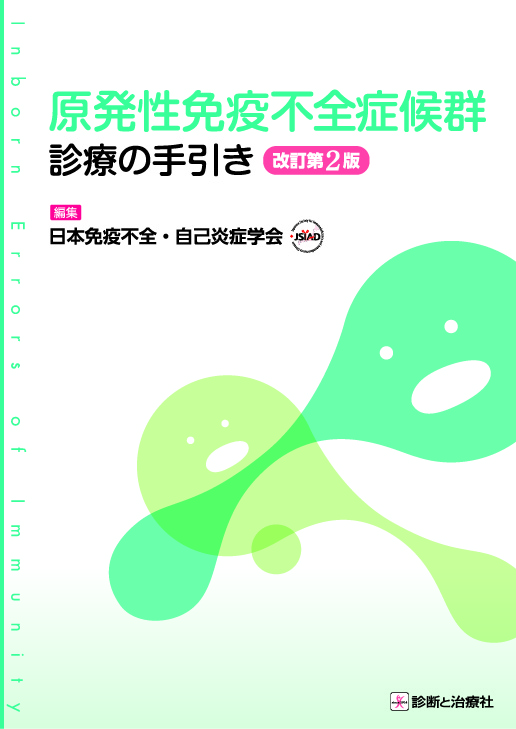 Inborn Errors of Immunity
原発性免疫不全症候群
診療の手引き 改訂第2版
編集
日本免疫不全・自己炎症学会 JSIAD
診断と治療社